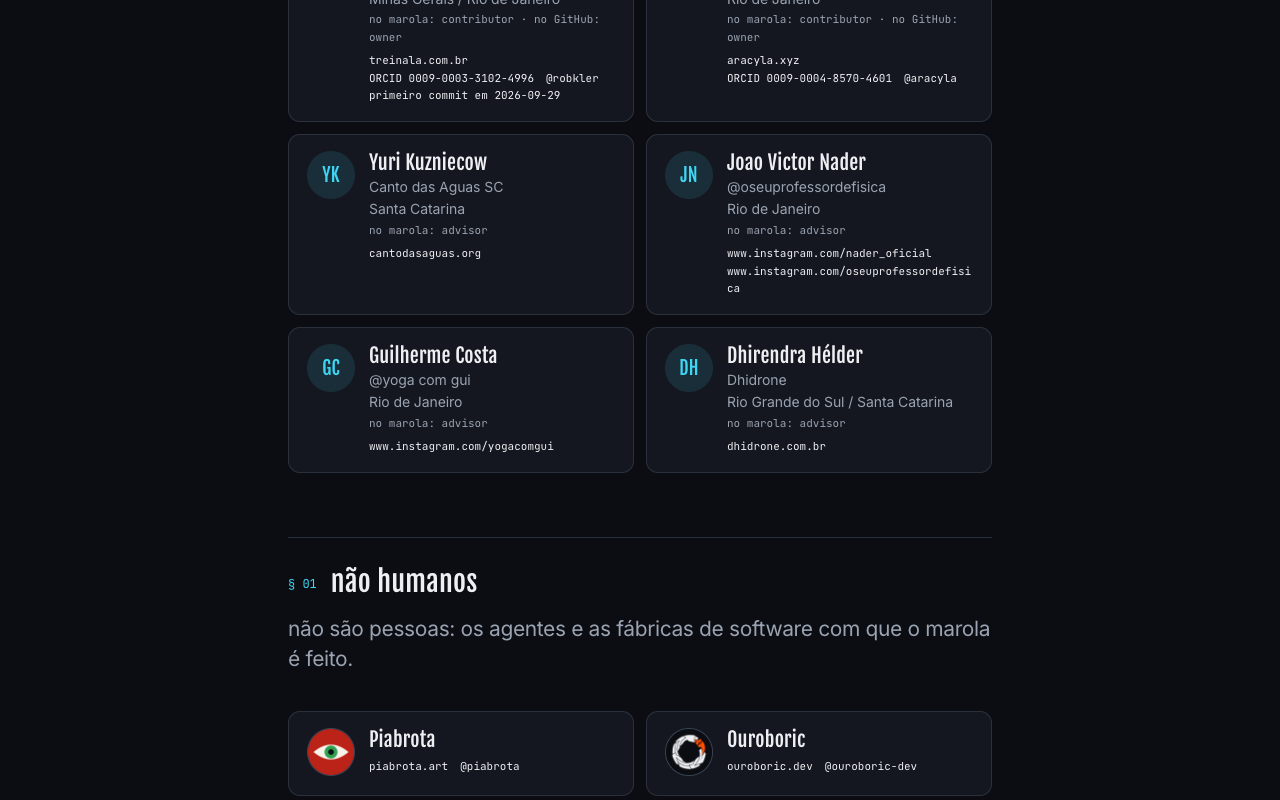 Minas Gerais / Rio de Janeiro
no marola: contributor · no GitHub:
owner
treinala.com.br
ORCID 0009-0003-3102-4996 @robkler
primeiro commit em 2026-09-29
Rio de Janeiro
no marola: contributor · no GitHub:
owner
aracyla.xyz
ORCID 0009-0004-8570-4601 @aracyla
YK
Yuri Kuzniecow
Canto das Aguas SC
Santa Catarina
no marola: advisor
cantodasaguas.org
JN
Joao Victor Nader
@oseuprofessordefisica
Rio de Janeiro
no marola: advisor
www.instagram.com/nader_oficial
www.instagram.com/oseuprofessordefisi
ca
GC
Guilherme Costa
@yoga com gui
Rio de Janeiro
no marola: advisor
www.instagram.com/yogacomgui
DH
Dhirendra Hélder
Dhidrone
Rio Grande do Sul / Santa Catarina
no marola: advisor
dhidrone.com.br
§ 01 não humanos
não são pessoas: os agentes e as fábricas de software com que o marola
é feito.
Piabrota
piabrota.art @piabrota
Ouroboric
ouroboric.dev @ouroboric-dev